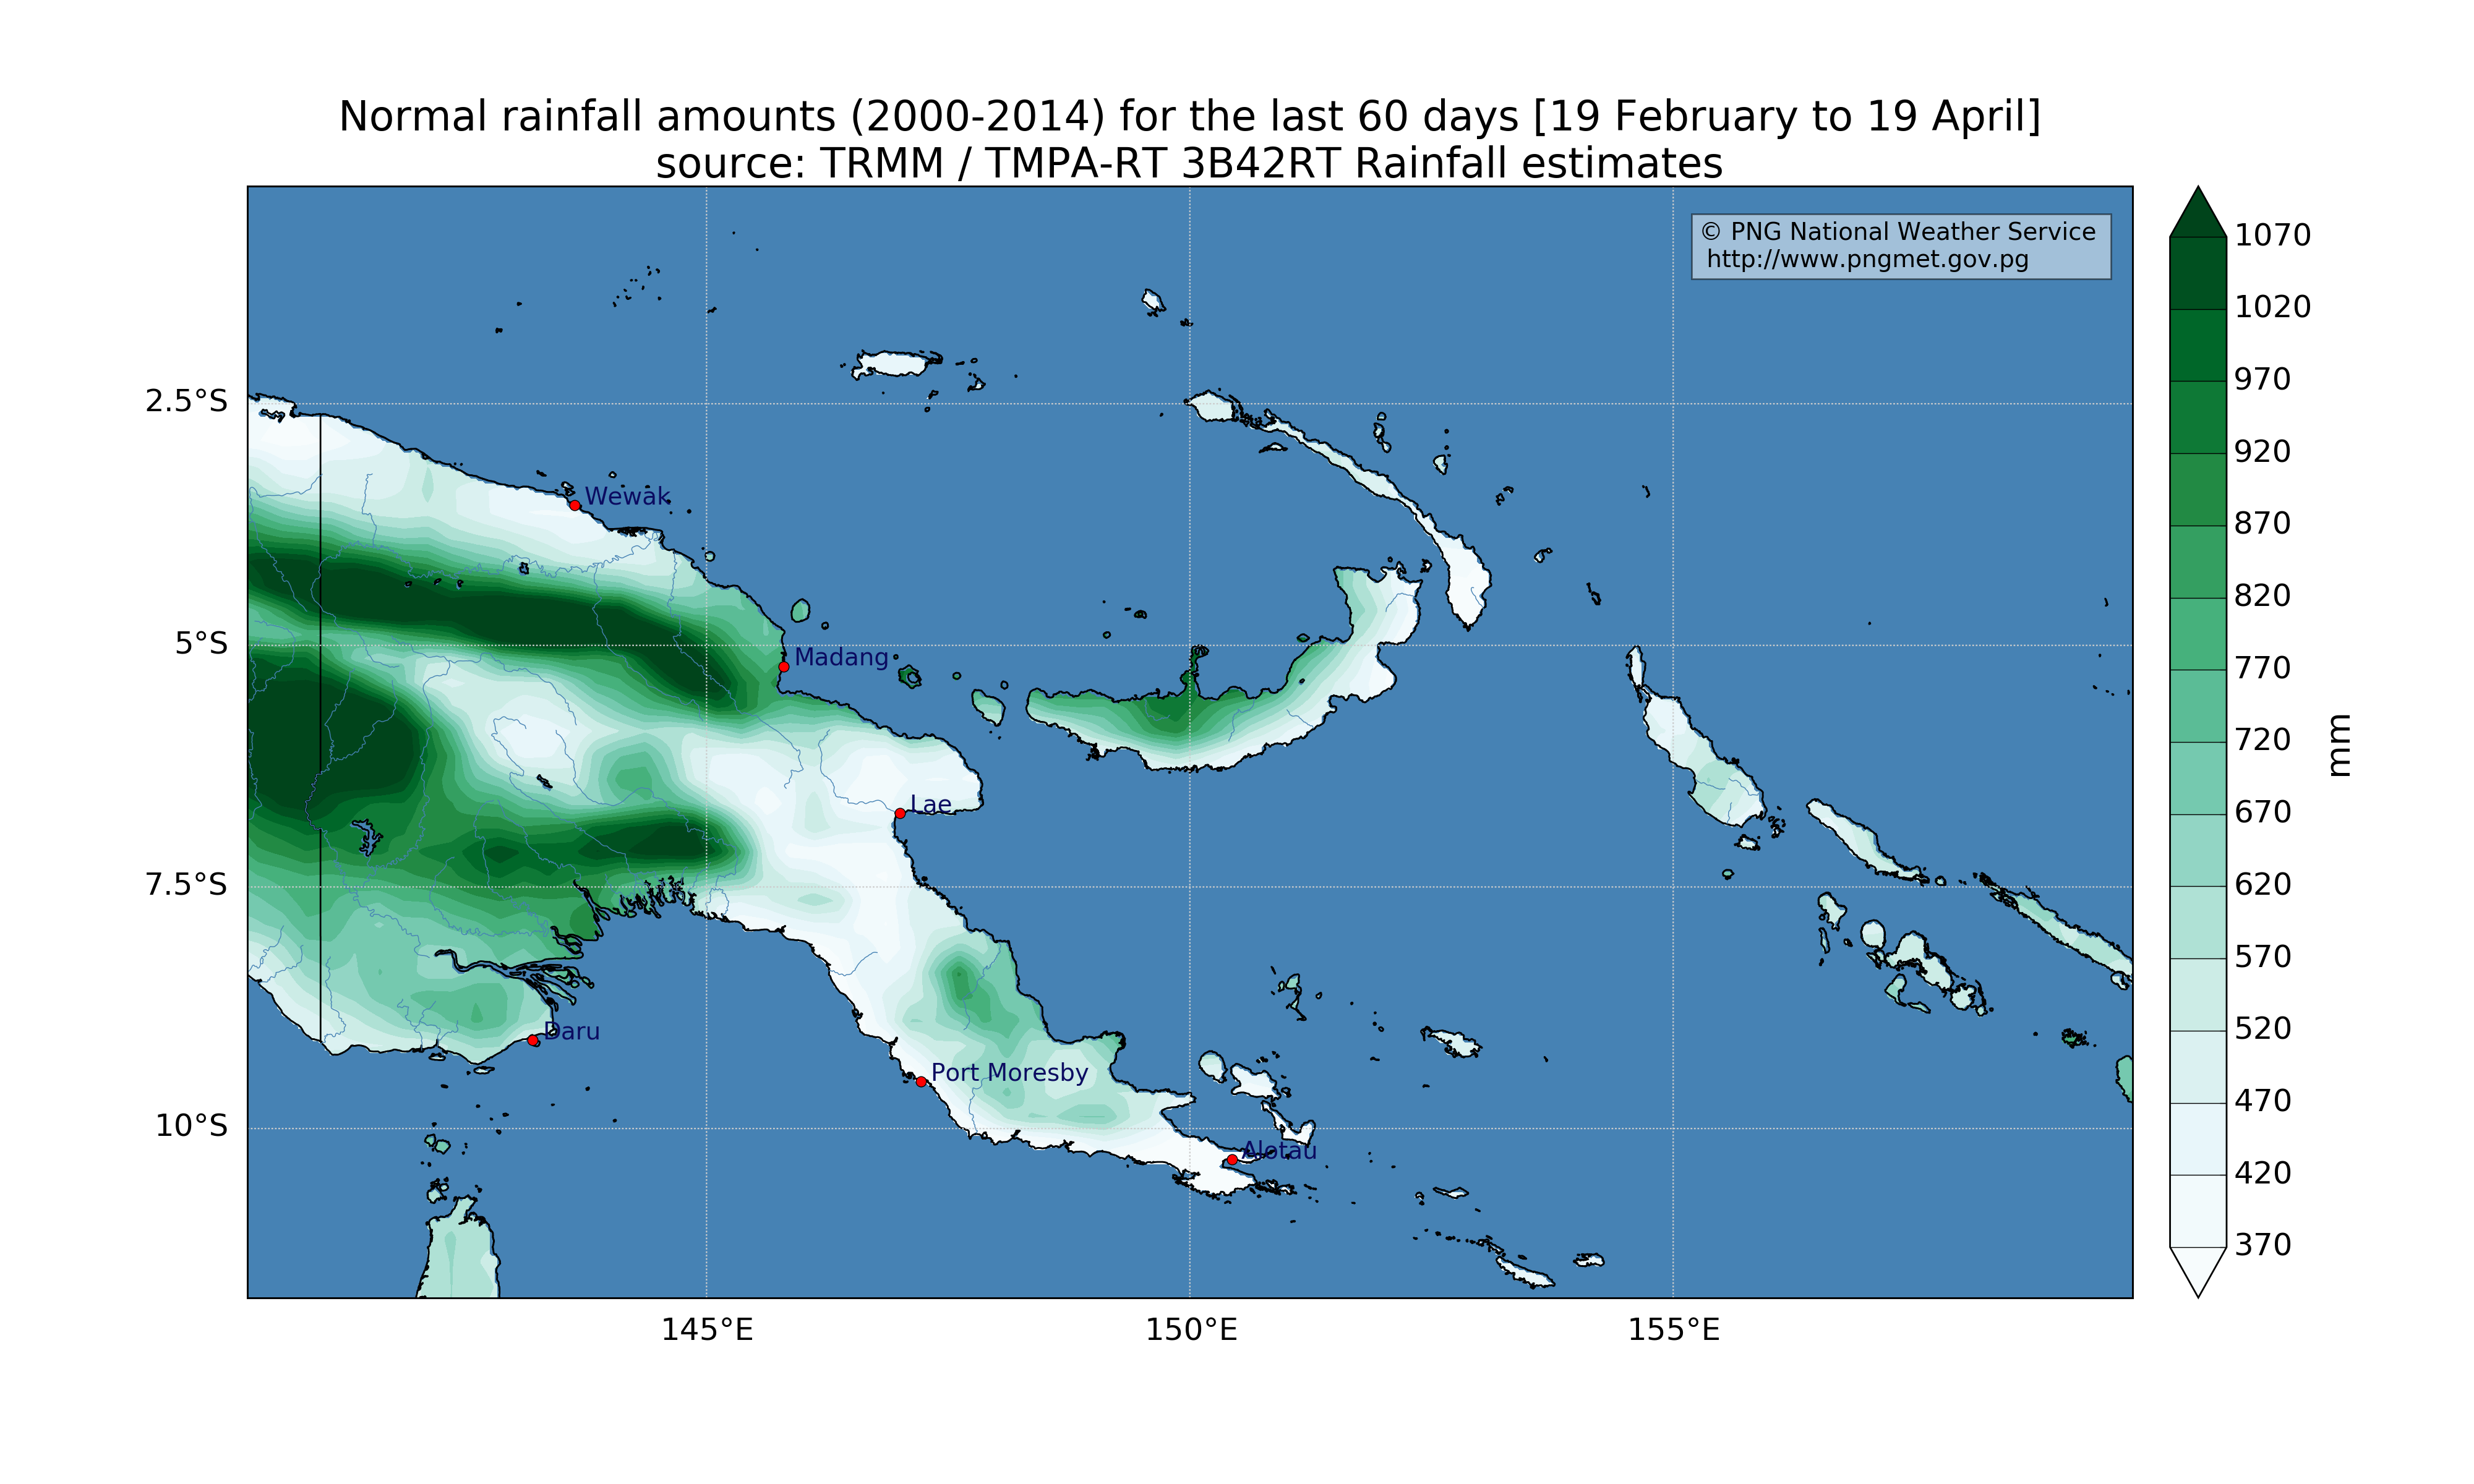 Normal rainfall amounts (2000-2014) for the last 60 days [19 February to 19 April]
source: TRMM / TMPA-RT 3B42RT Rainfall estimates
© PNG National Weather Service
http://www.pngmet.gov.pg
1070
1020
970
920
870
820
770
720
670
620
570
520
470
420
370
mm
2.5°S
5°S
7.5°S
10°S
Wewak
Madang
Lae
Daru
Port Moresby
Alotau
145°E
150°E
155°E